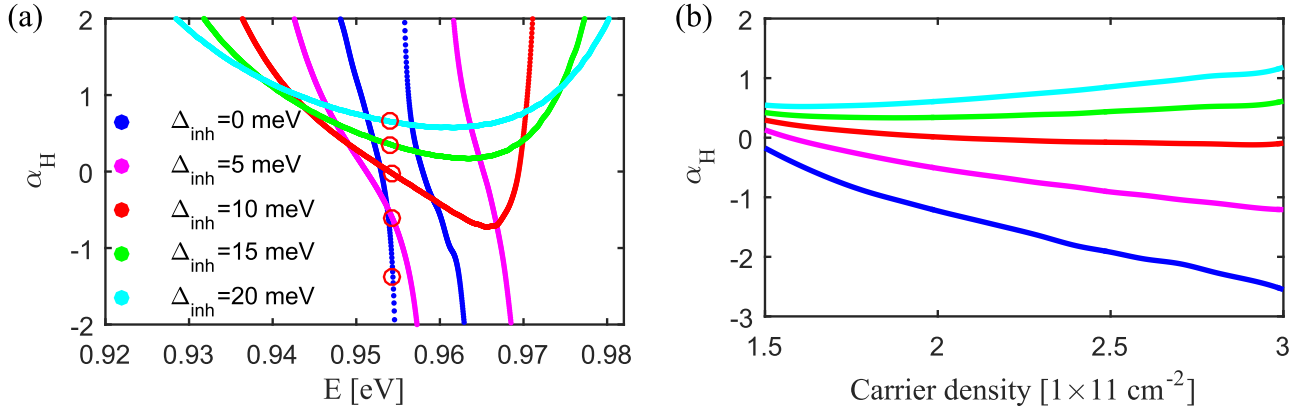 (a)
2
1
0
-1
-2
α_H
Δ_inh=0 meV
Δ_inh=5 meV
Δ_inh=10 meV
Δ_inh=15 meV
Δ_inh=20 meV
0.92 0.93 0.94 0.95 0.96 0.97 0.98
E [eV]
(b)
2
1
0
-1
-2
-3
α_H
1.5 2 2.5 3
Carrier density [1×11 cm⁻²]